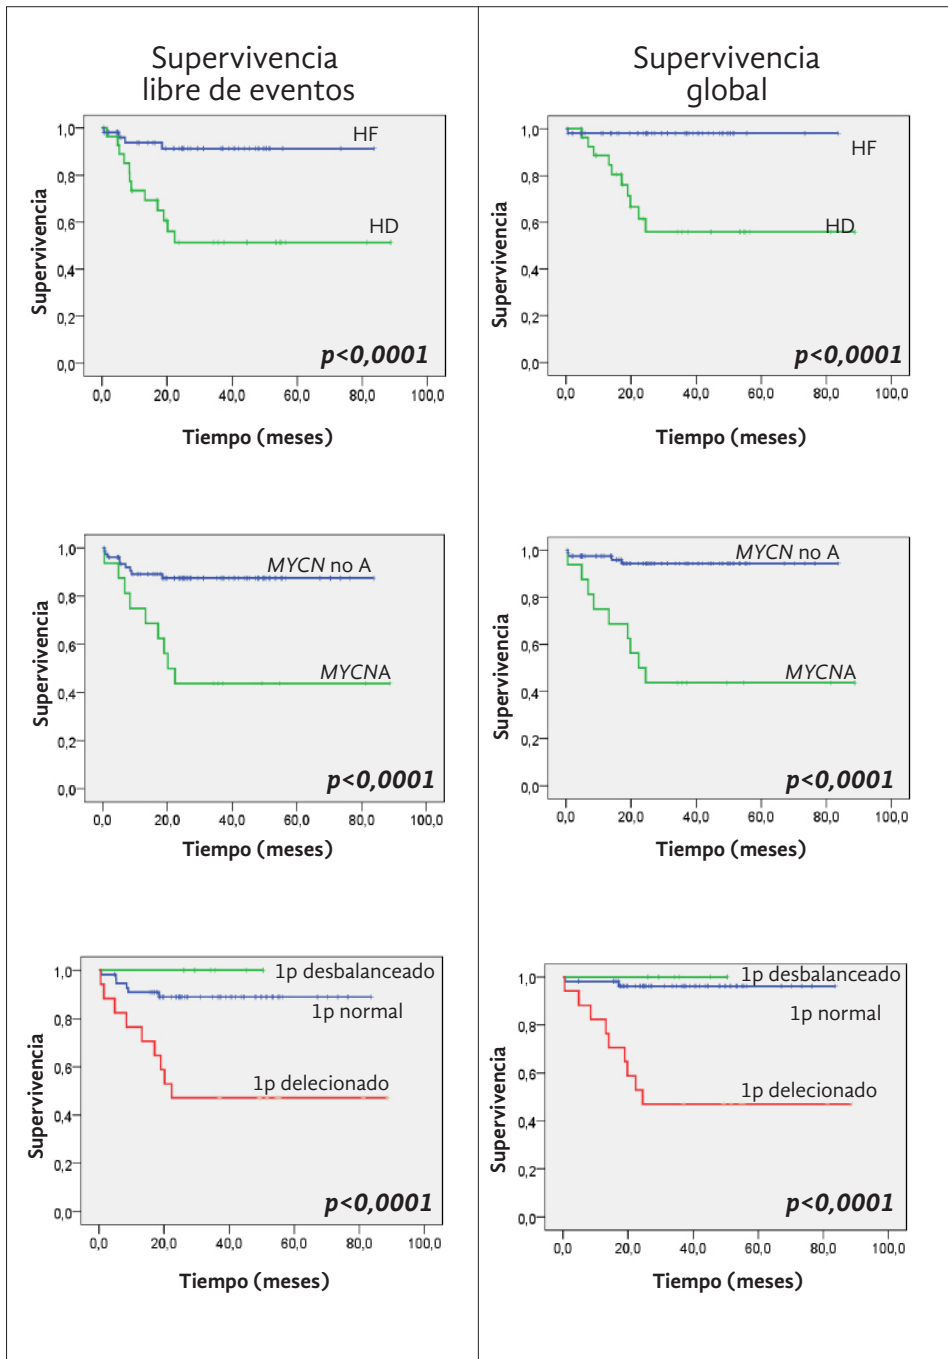 Supervivencia
libre de eventos
1,0
0,8
0,6
0,4
0,2
0,0
Supervivencia
HF
HD
p<0,0001
0,0 20,0 40,0 60,0 80,0 100,0
Tiempo (meses)
Supervivencia
global
1,0
0,8
0,6
0,4
0,2
0,0
Supervivencia
HF
HD
p<0,0001
0,0 20,0 40,0 60,0 80,0 100,0
Tiempo (meses)
1,0
0,8
0,6
0,4
0,2
0,0
Supervivencia
MYCN no A
MYCNA
p<0,0001
0,0 20,0 40,0 60,0 80,0 100,0
Tiempo (meses)
1,0
0,8
0,6
0,4
0,2
0,0
Supervivencia
MYCN no A
MYCNA
p<0,0001
0,0 20,0 40,0 60,0 80,0 100,0
Tiempo (meses)
1,0
0,8
0,6
0,4
0,2
0,0
Supervivencia
1p desbalanceado
1p normal
1p delecionado
p<0,0001
0,0 20,0 40,0 60,0 80,0 100,0
Tiempo (meses)
1,0
0,8
0,6
0,4
0,2
0,0
Supervivencia
1p desbalanceado
1p normal
1p delecionado
p<0,0001
0,0 20,0 40,0 60,0 80,0 100,0
Tiempo (meses)